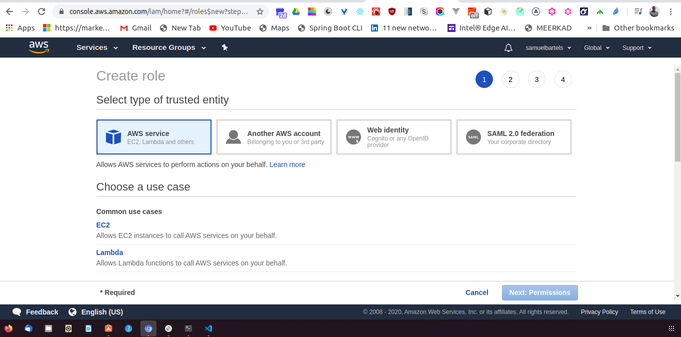 console.aws.amazon.com/iam/home?#/roles$new?step...
28
off
Apps
https://marke...
Gmail
New Tab
YouTube
Maps
Spring Boot CLI
11 new netwo...
Intel® Edge AI...
MEERKAD
»
Other bookmarks
aws
Services
Resource Groups
samuelbartels
Global
Support
Create role
1
2
3
4
Select type of trusted entity
AWS service
EC2, Lambda and others
Another AWS account
Belonging to you or 3rd party
WWW
Web identity
Cognito or any OpenID
provider
SAML
SAML 2.0 federation
Your corporate directory
Allows AWS services to perform actions on your behalf. Learn more
Choose a use case
Common use cases
EC2
Allows EC2 instances to call AWS services on your behalf.
Lambda
Allows Lambda functions to call AWS services on your behalf.
* Required
Cancel
Next: Permissions
Feedback
English (US)
© 2008 - 2020, Amazon Web Services, Inc. or its affiliates. All rights reserved.
Privacy Policy
Terms of Use